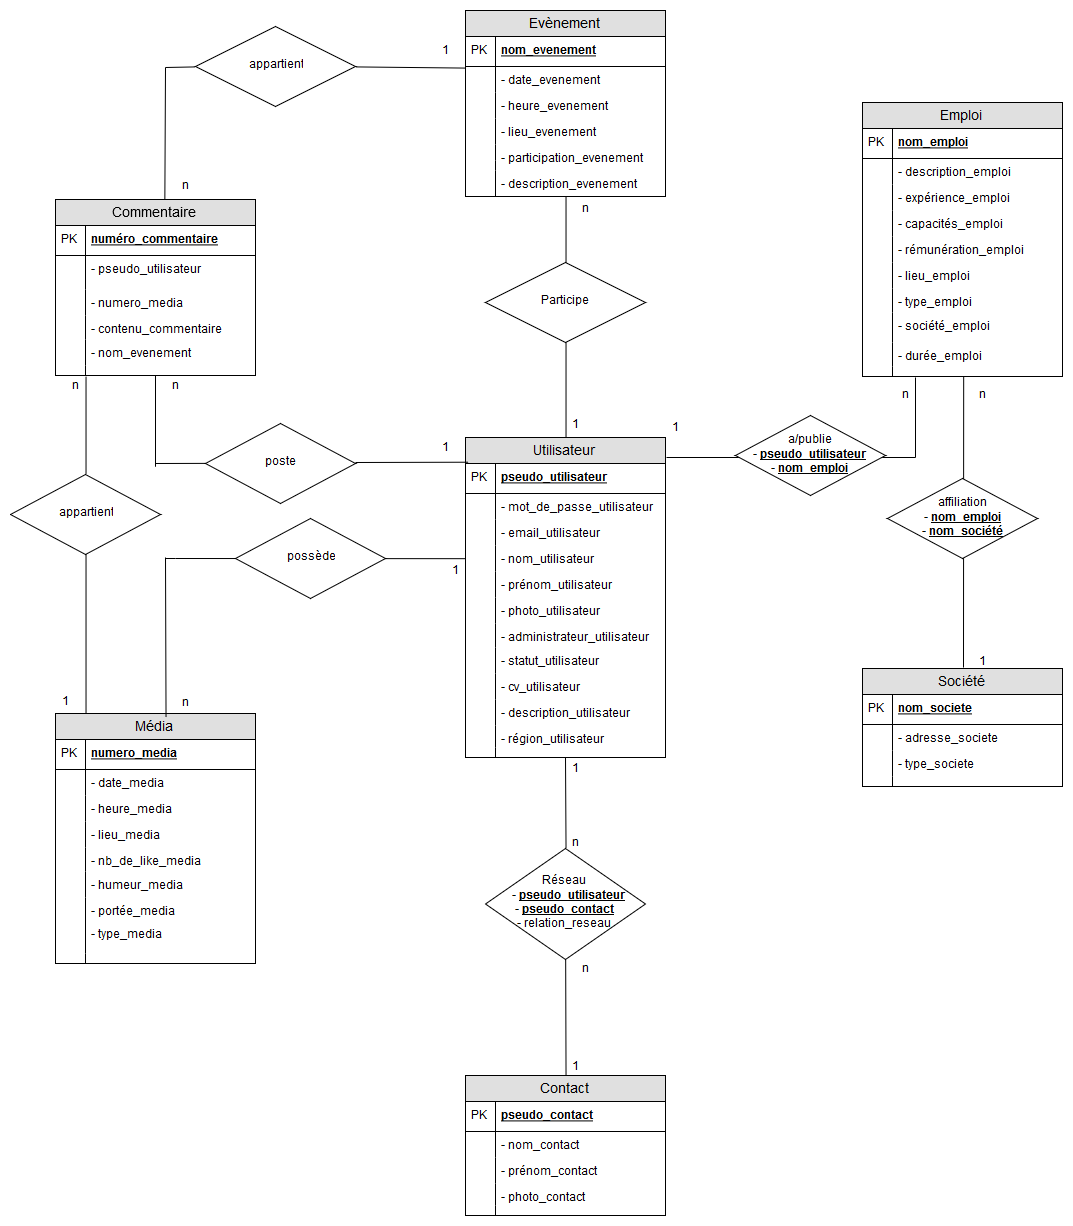 Evènement
PK
nom_evenement
- date_evenement
- heure_evenement
- lieu_evenement
- participation_evenement
- description_evenement
appartient
1
n
n
Emploi
PK
nom_emploi
- description_emploi
- expérience_emploi
- capacités_emploi
- rémunération_emploi
- lieu_emploi
- type_emploi
- société_emploi
- durée_emploi
Commentaire
PK
numéro_commentaire
- pseudo_utilisateur
- numero_media
- contenu_commentaire
- nom_evenement
Participe
n
n
n
n
1
1
1
poste
a/publie
- pseudo_utilisateur
- nom_emploi
appartient
possède
1
affiliation
- nom_emploi
- nom_société
Utilisateur
PK
pseudo_utilisateur
- mot_de_passe_utilisateur
- email_utilisateur
- nom_utilisateur
- prénom_utilisateur
- photo_utilisateur
- administrateur_utilisateur
- statut_utilisateur
- cv_utilisateur
- description_utilisateur
- région_utilisateur
1
1
n
Société
PK
nom_societe
- adresse_societe
- type_societe
Média
PK
numero_media
- date_media
- heure_media
- lieu_media
- nb_de_like_media
- humeur_media
- portée_media
- type_media
1
n
Réseau
- pseudo_utilisateur
- pseudo_contact
- relation_reseau
n
1
Contact
PK
pseudo_contact
- nom_contact
- prénom_contact
- photo_contact